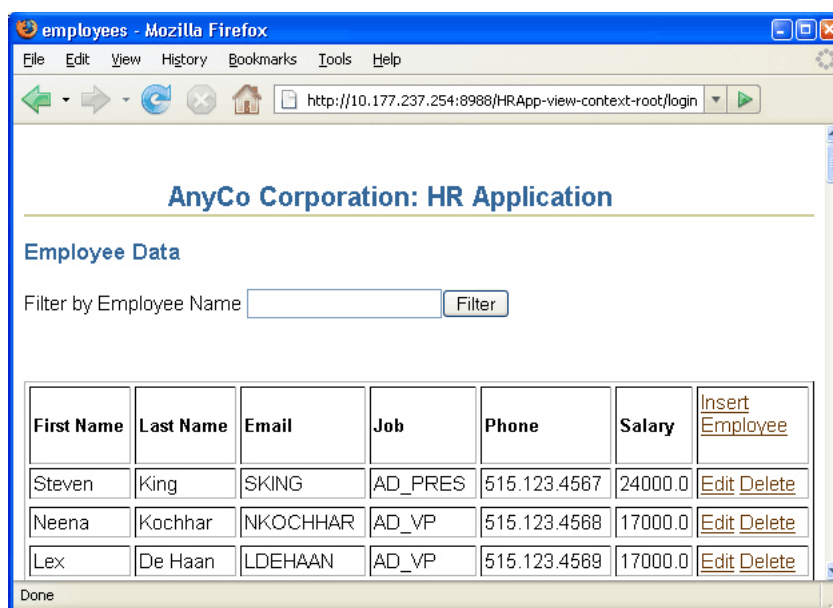 employees - Mozilla Firefox
File Edit View History Bookmarks Tools Help
http://10.177.237.254:8988/HRApp-view-context-root/login
AnyCo Corporation: HR Application
Employee Data
Filter by Employee Name Filter
First Name Last Name Email Job Phone Salary Insert Employee
Steven King SKING AD_PRES 515.123.4567 24000.0 Edit Delete
Neena Kochhar NKOCHHAR AD_VP 515.123.4568 17000.0 Edit Delete
Lex De Haan LDEHAAN AD_VP 515.123.4569 17000.0 Edit Delete
Done